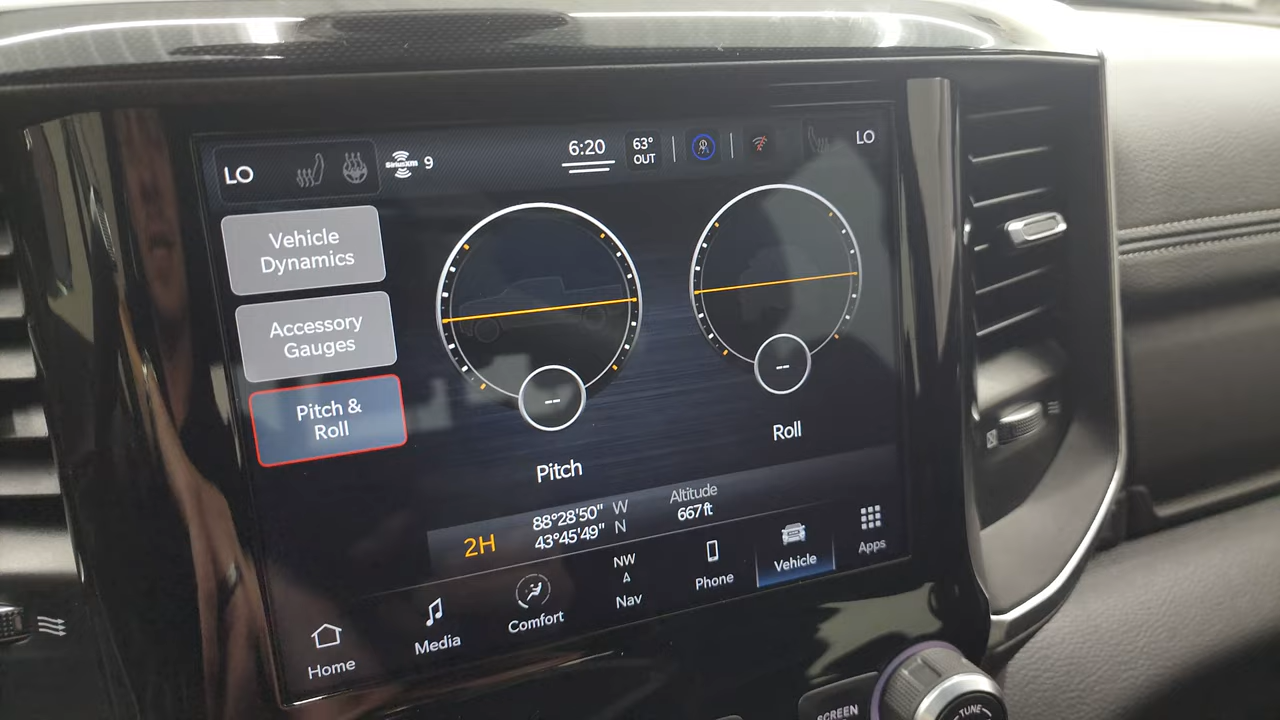 LO
SiriusXM 9
6:20
63°
OUT
LO
Vehicle
Dynamics
Accessory
Gauges
Pitch &
Roll
--
Pitch
--
Roll
2H
88°28'50" W
43°45'49" N
Altitude
667ft
Home
Media
Comfort
NW
Nav
Phone
Vehicle
Apps
SCREEN
TUNE